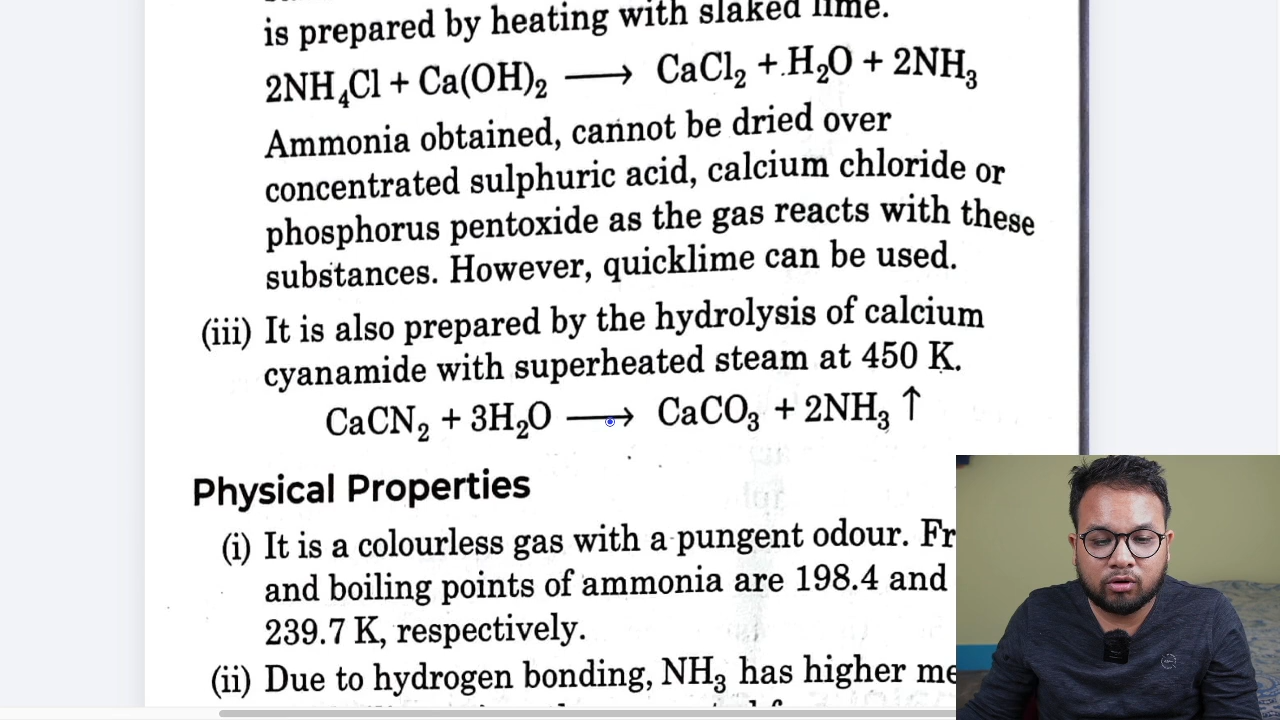 is prepared by heating with slaked lime.
2NH₄Cl + Ca(OH)₂ ⟶ CaCl₂ + H₂O + 2NH₃
Ammonia obtained, cannot be dried over
concentrated sulphuric acid, calcium chloride or
phosphorus pentoxide as the gas reacts with these
substances. However, quicklime can be used.
(iii) It is also prepared by the hydrolysis of calcium
cyanamide with superheated steam at 450 K.
CaCN₂ + 3H₂O ⟶ CaCO₃ + 2NH₃ ↑
Physical Properties
(i) It is a colourless gas with a pungent odour. Fr
and boiling points of ammonia are 198.4 and
239.7 K, respectively.
(ii) Due to hydrogen bonding, NH₃ has higher me